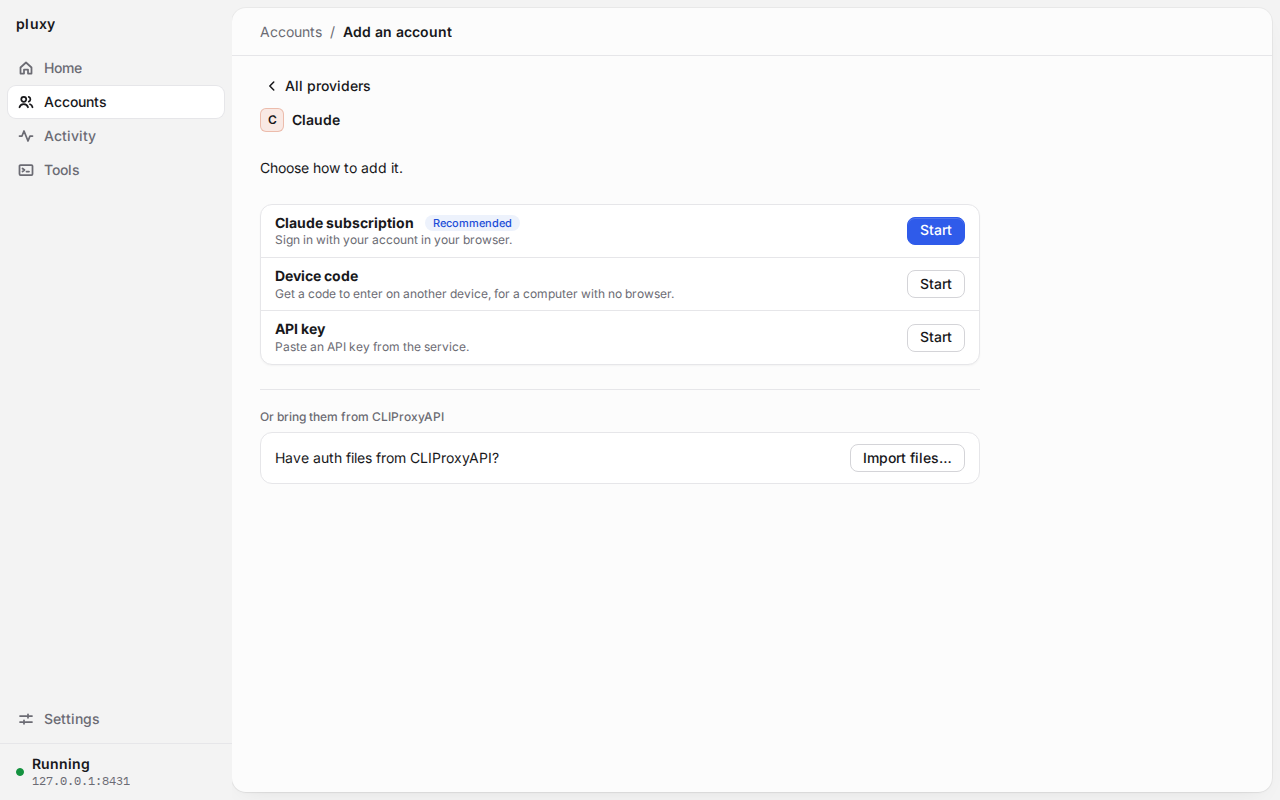 pluxy
Home
Accounts
Activity
Tools
Settings
Running
127.0.0.1:8431
Accounts / Add an account
All providers
C Claude
Choose how to add it.
Claude subscription Recommended
Sign in with your account in your browser.
Start
Device code
Get a code to enter on another device, for a computer with no browser.
Start
API key
Paste an API key from the service.
Start
Or bring them from CLIProxyAPI
Have auth files from CLIProxyAPI?
Import files...